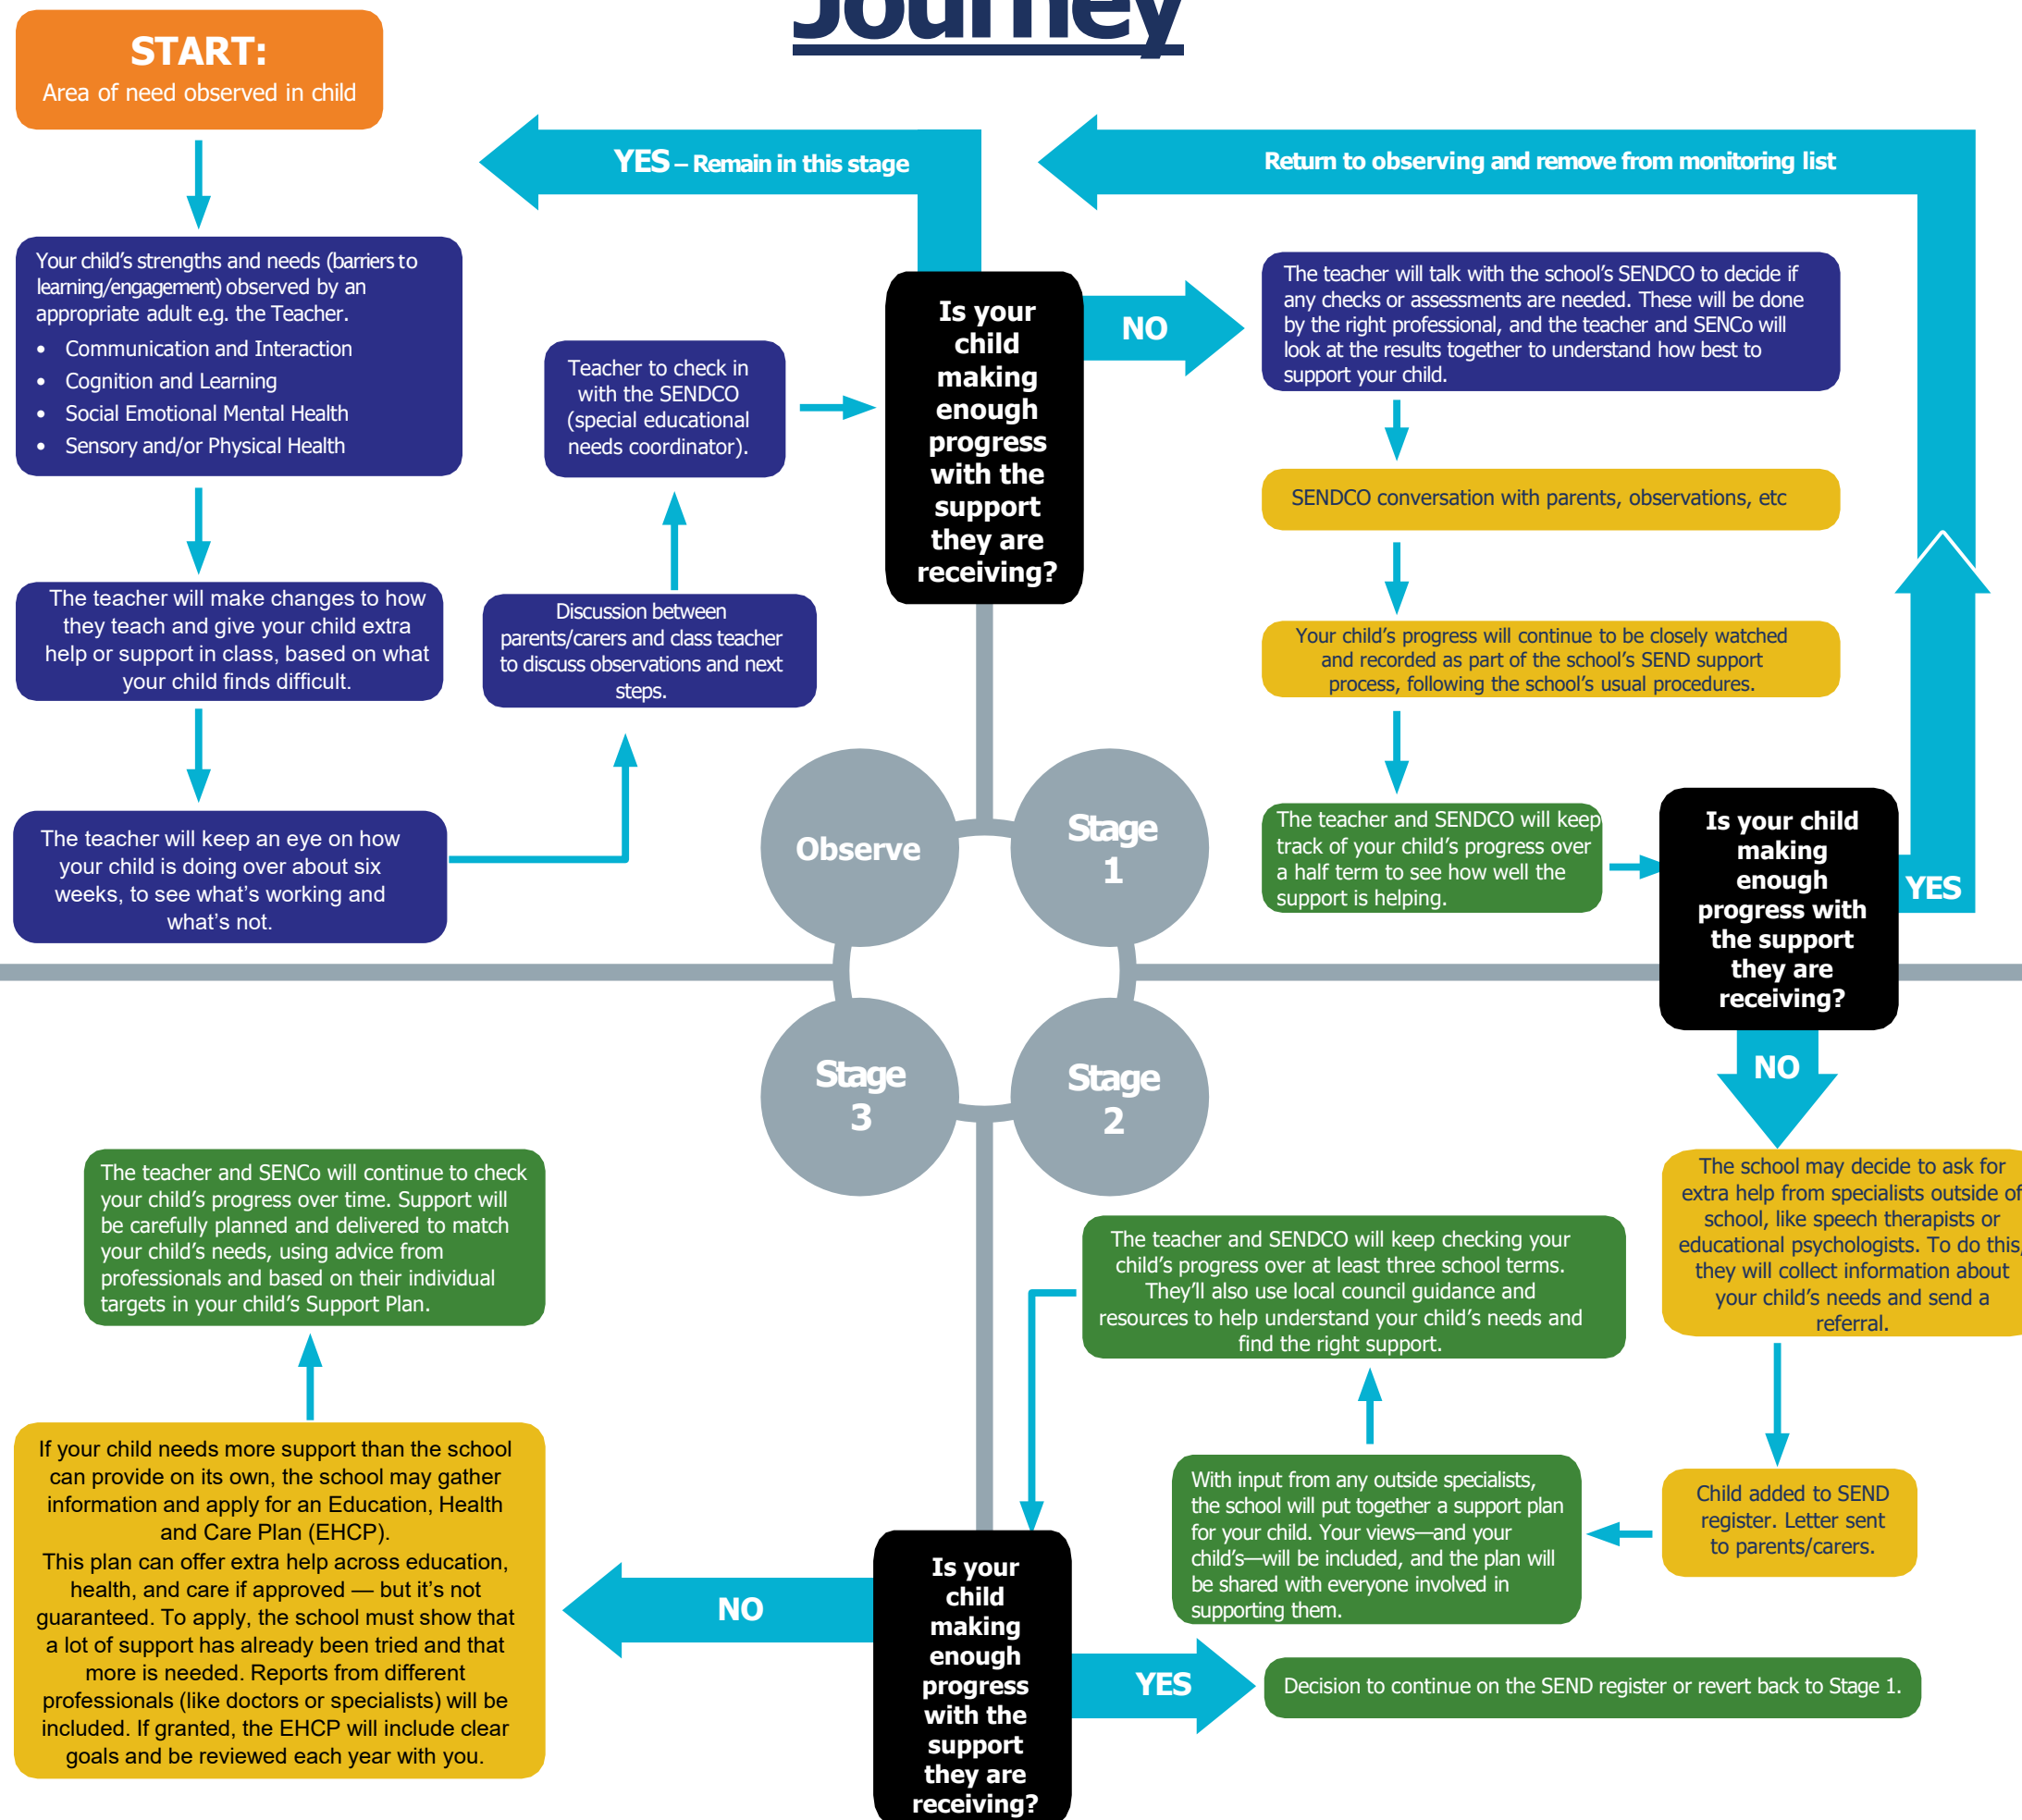 Journey
START:
Area of need observed in child
Your child's strengths and needs (barriers to
learning/engagement) observed by an
appropriate adult e.g. the Teacher.
• Communication and Interaction
• Cognition and Learning
• Social Emotional Mental Health
• Sensory and/or Physical Health
The teacher will make changes to how
they teach and give your child extra
help or support in class, based on what
your child finds difficult.
The teacher will keep an eye on how
your child is doing over about six
weeks, to see what's working and
what's not.
Discussion between
parents/carers and class teacher
to discuss observations and next
steps.
Teacher to check in
with the SENDCO
(special educational
needs coordinator).
Is your
child
making
enough
progress
with the
support
they are
receiving?
YES – Remain in this stage
NO
Return to observing and remove from monitoring list
The teacher will talk with the school's SENDCO to decide if
any checks or assessments are needed. These will be done
by the right professional, and the teacher and SENCo will
look at the results together to understand how best to
support your child.
SENDCO conversation with parents, observations, etc
Your child's progress will continue to be closely watched
and recorded as part of the school's SEND support
process, following the school's usual procedures.
The teacher and SENDCO will keep
track of your child's progress over
a half term to see how well the
support is helping.
Is your child
making
enough
progress with
the support
they are
receiving?
YES
NO
Observe
Stage
1
Stage
3
Stage
2
The school may decide to ask for
extra help from specialists outside of
school, like speech therapists or
educational psychologists. To do this,
they will collect information about
your child's needs and send a
referral.
Child added to SEND
register. Letter sent
to parents/carers.
With input from any outside specialists,
the school will put together a support plan
for your child. Your views—and your
child's—will be included, and the plan will
be shared with everyone involved in
supporting them.
The teacher and SENDCO will keep checking your
child's progress over at least three school terms.
They'll also use local council guidance and
resources to help understand your child's needs and
find the right support.
Is your
child
making
enough
progress
with the
support
they are
receiving?
YES
Decision to continue on the SEND register or revert back to Stage 1.
NO
If your child needs more support than the school
can provide on its own, the school may gather
information and apply for an Education, Health
and Care Plan (EHCP).
This plan can offer extra help across education,
health, and care if approved — but it's not
guaranteed. To apply, the school must show that
a lot of support has already been tried and that
more is needed. Reports from different
professionals (like doctors or specialists) will be
included. If granted, the EHCP will include clear
goals and be reviewed each year with you.
The teacher and SENCo will continue to check
your child's progress over time. Support will
be carefully planned and delivered to match
your child's needs, using advice from
professionals and based on their individual
targets in your child's Support Plan.